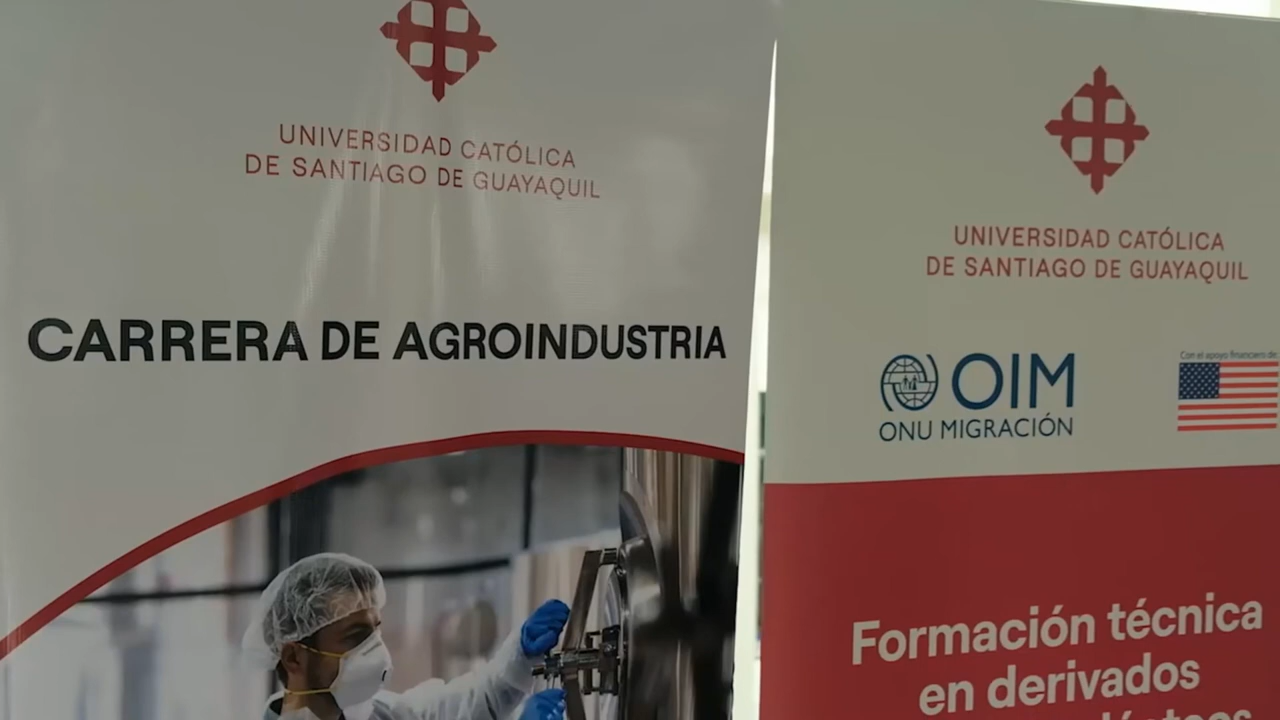 UNIVERSIDAD CATÓLICA
DE SANTIAGO DE GUAYAQUIL
CARRERA DE AGROINDUSTRIA
UNIVERSIDAD CATÓLICA
DE SANTIAGO DE GUAYAQUIL
OIM
ONU MIGRACIÓN
Con el apoyo financiero de
Formación técnica
en derivados